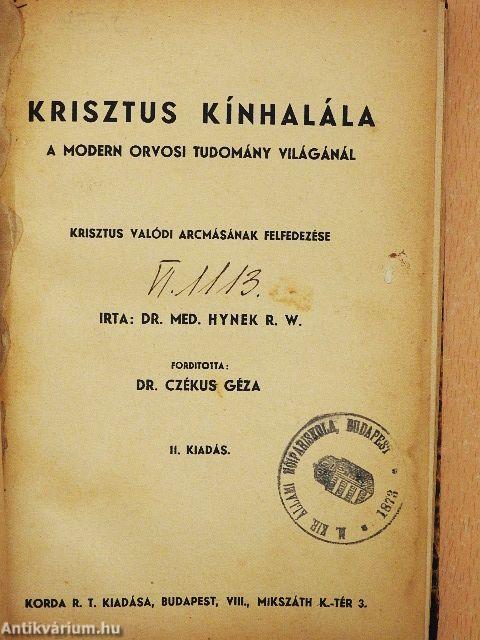 KRISZTUS KÍNHALÁLA
A MODERN ORVOSI TUDOMÁNY VILÁGÁNÁL
KRISZTUS VALÓDI ARCMÁSÁNAK FELFEDEZÉSE
VI. 1113.
IRTA: DR. MED. HYNEK R. W.
FORDITOTTA:
DR. CZÉKUS GÉZA
II. KIADÁS.
M. KIR. ÁLLAMI NŐIPARISKOLA, BUDAPEST
* 1873 *
KORDA R. T. KIADÁSA, BUDAPEST, VIII., MIKSZÁTH K.-TÉR 3.
Antikvárium.hu